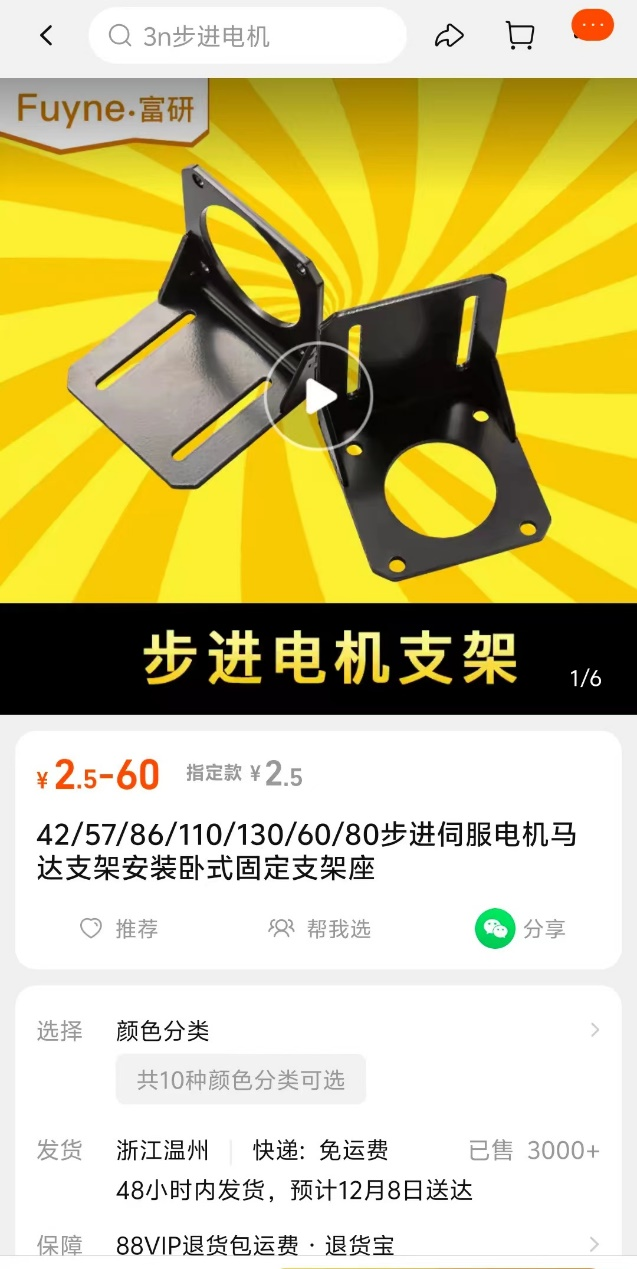 3n步进电机
Fuyne·富研
步进电机支架
1/6
¥2.5-60 指定款 ¥2.5
42/57/86/110/130/60/80步进伺服电机马
达支架安装卧式固定支架座
推荐 帮我选 分享
选择 颜色分类
共10种颜色分类可选
发货 浙江温州 快递: 免运费 已售 3000+
48小时内发货，预计12月8日送达
保障 88VIP退货包运费 · 退货宝